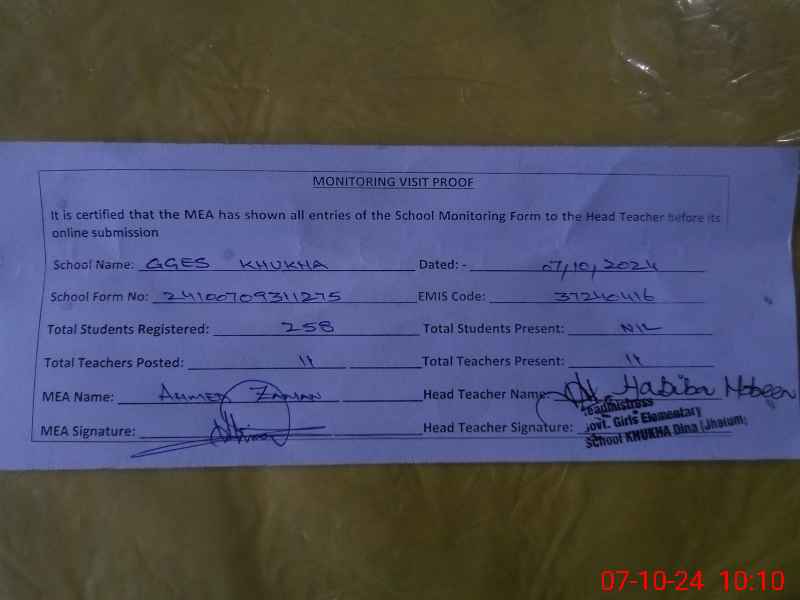 MONITORING VISIT PROOF
It is certified that the MEA has shown all entries of the School Monitoring Form to the Head Teacher before its
online submission
School Name: GGES KHUKHA Dated: - 07/10/2024
School Form No: 24100709311275 EMIS Code: 37240416
Total Students Registered: 258 Total Students Present: NIL
Total Teachers Posted: Total Teachers Present:
MEA Name: Ahmed Zaman Head Teacher Name: Habiba Mobeen
Headmistress
MEA Signature: Head Teacher Signature: Govt. Girls Elementary
School KHUKHA Dina (Jhelum)
07-10-24 10:10